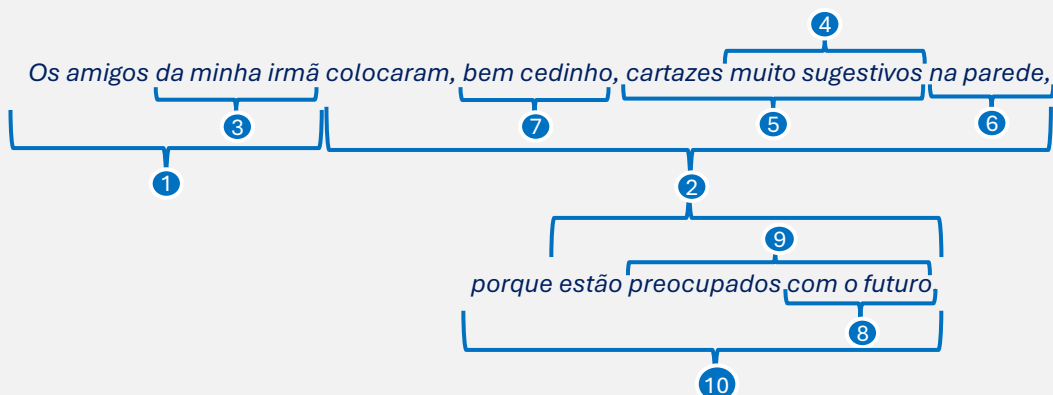 4
Os amigos da minha irmã colocaram, bem cedinho, cartazes muito sugestivos na parede,
3 7 5 6
1 2
9
porque estão preocupados com o futuro
8
10